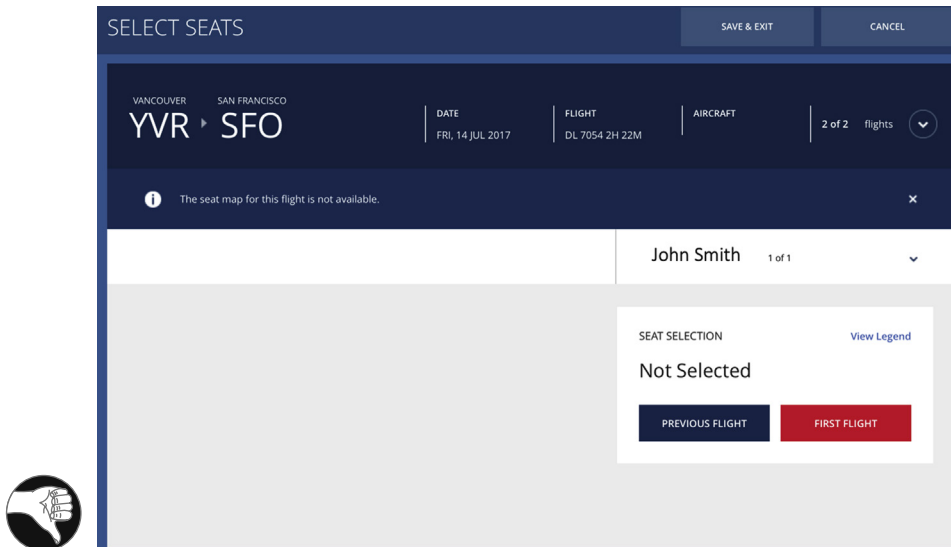 SELECT SEATS
SAVE & EXIT
CANCEL
VANCOUVER
SAN FRANCISCO
YVR SFO
DATE
FRI, 14 JUL 2017
FLIGHT
DL 7054 2H 22M
AIRCRAFT
2 of 2 flights
The seat map for this flight is not available.
John Smith 1 of 1
SEAT SELECTION
View Legend
Not Selected
PREVIOUS FLIGHT
FIRST FLIGHT